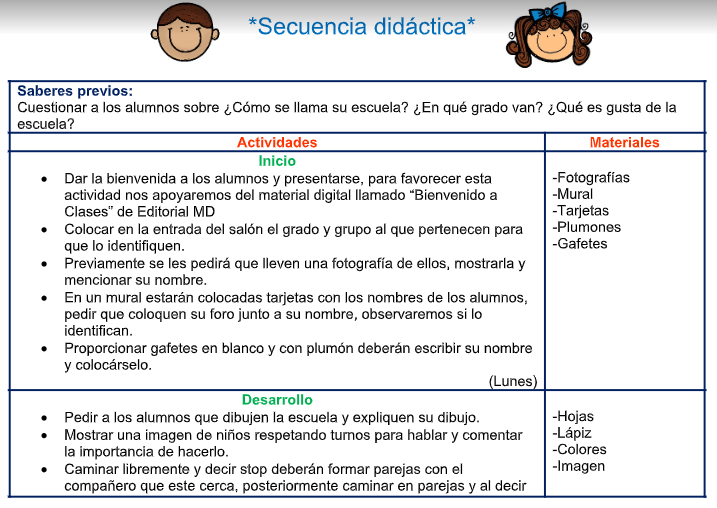 *Secuencia didáctica*
Saberes previos:
Cuestionar a los alumnos sobre ¿Cómo se llama su escuela? ¿En qué grado van? ¿Qué es gusta de la
escuela?
Actividades
Materiales
Inicio
• Dar la bienvenida a los alumnos y presentarse, para favorecer esta
actividad nos apoyaremos del material digital llamado “Bienvenido a
Clases” de Editorial MD
• Colocar en la entrada del salón el grado y grupo al que pertenecen para
que lo identifiquen.
• Previamente se les pedirá que lleven una fotografía de ellos, mostrarla y
mencionar su nombre.
• En un mural estarán colocadas tarjetas con los nombres de los alumnos,
pedir que coloquen su foro junto a su nombre, observaremos si lo
identifican.
• Proporcionar gafetes en blanco y con plumón deberán escribir su nombre
y colocárselo.
(Lunes)
-Fotografías
-Mural
-Tarjetas
-Plumones
-Gafetes
Desarrollo
• Pedir a los alumnos que dibujen la escuela y expliquen su dibujo.
• Mostrar una imagen de niños respetando turnos para hablar y comentar
la importancia de hacerlo.
• Caminar libremente y decir stop deberán formar parejas con el
compañero que este cerca, posteriormente caminar en parejas y al decir
-Hojas
-Lápiz
-Colores
-Imagen